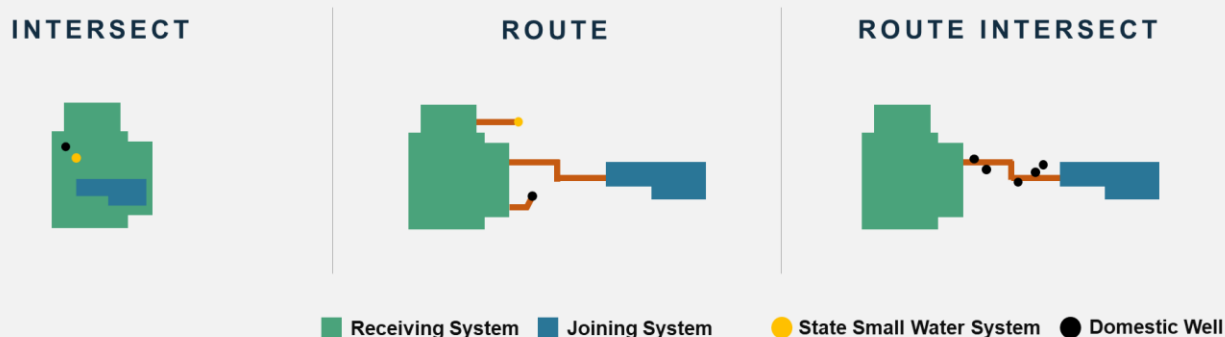 INTERSECT
ROUTE
ROUTE INTERSECT
Receiving System
Joining System
State Small Water System
Domestic Well